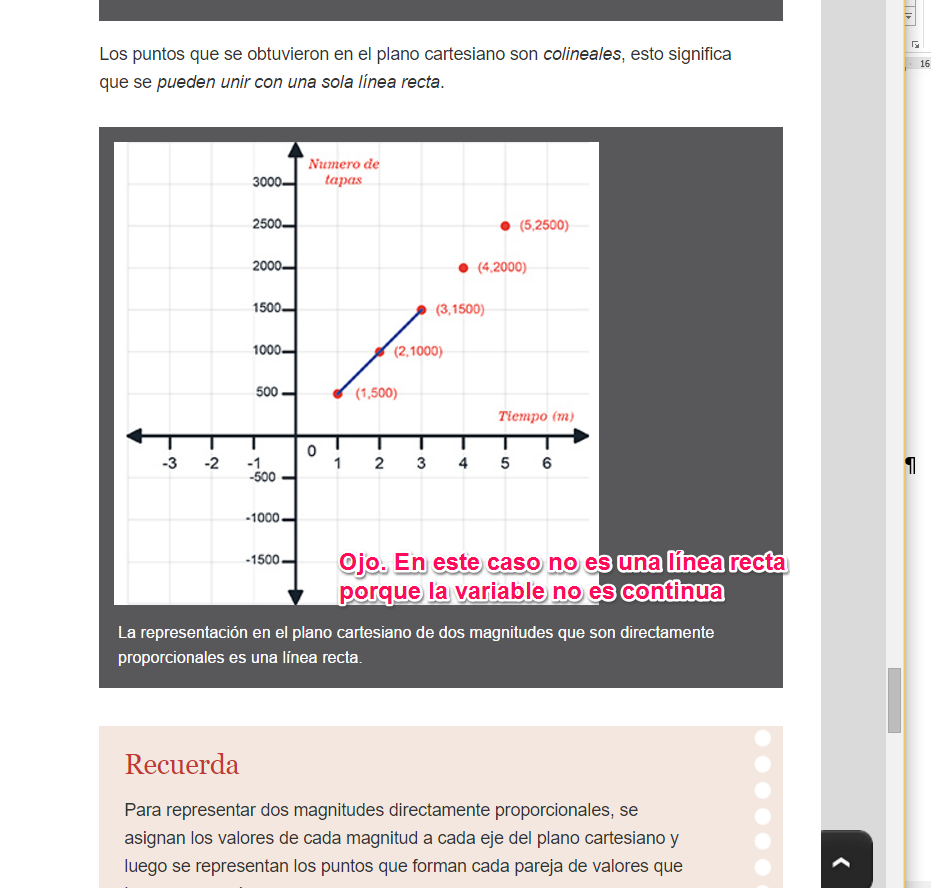 16
Los puntos que se obtuvieron en el plano cartesiano son colineales, esto significa
que se pueden unir con una sola línea recta.
Numero de
tapas
3000
2500
(5,2500)
2000
(4,2000)
1500
(3,1500)
1000
(2,1000)
500
(1,500)
Tiempo (m)
-3 -2 -1 0 1 2 3 4 5 6
-500
-1000
-1500
¶
Ojo. En este caso no es una línea recta
porque la variable no es continua
La representación en el plano cartesiano de dos magnitudes que son directamente
proporcionales es una línea recta.
Recuerda
Para representar dos magnitudes directamente proporcionales, se
asignan los valores de cada magnitud a cada eje del plano cartesiano y
luego se representan los puntos que forman cada pareja de valores que